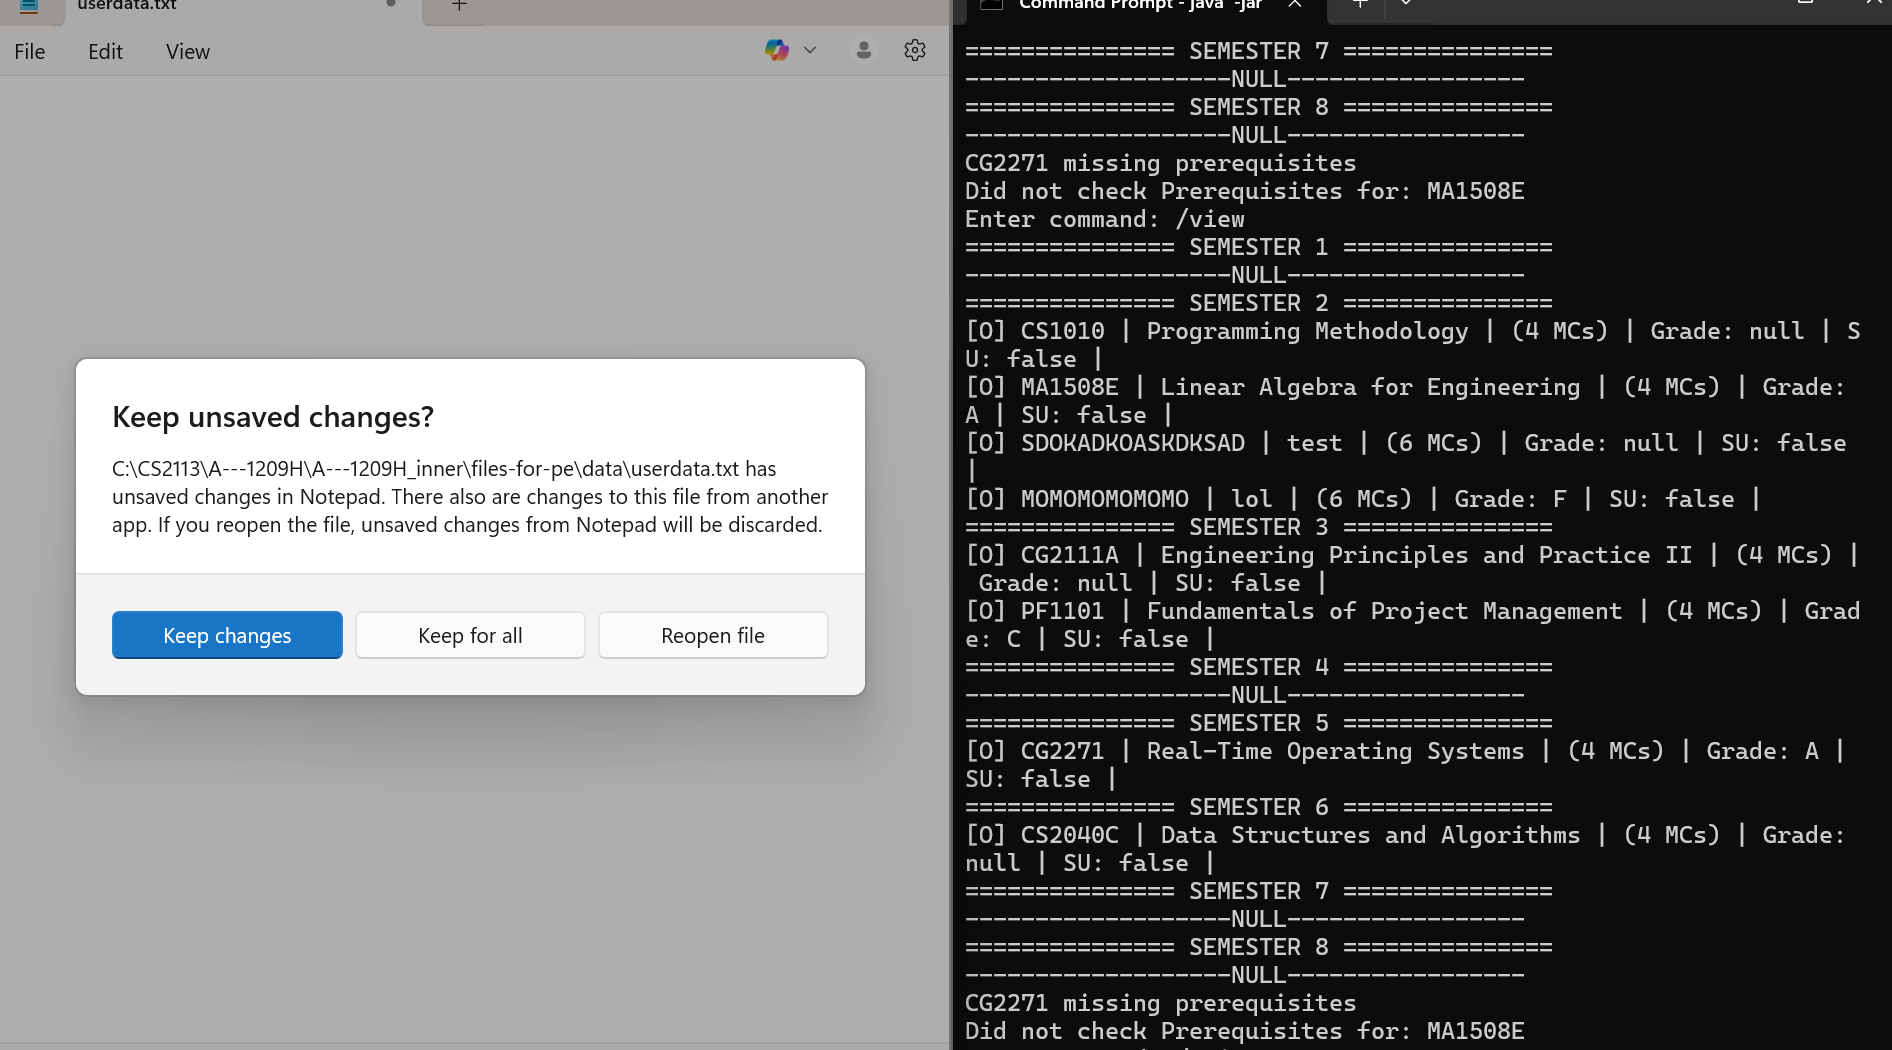 userdata.txt
File Edit View
Keep unsaved changes?
C:\CS2113\A---1209H\A---1209H_inner\files-for-pe\data\userdata.txt has
unsaved changes in Notepad. There also are changes to this file from another
app. If you reopen the file, unsaved changes from Notepad will be discarded.
Keep changes Keep for all Reopen file
Command Prompt - java -jar
=============== SEMESTER 7 ===============
-------------------NULL-----------------
=============== SEMESTER 8 ===============
-------------------NULL-----------------
CG2271 missing prerequisites
Did not check Prerequisites for: MA1508E
Enter command: /view
=============== SEMESTER 1 ===============
-------------------NULL-----------------
=============== SEMESTER 2 ===============
[O] CS1010 | Programming Methodology | (4 MCs) | Grade: null | S
U: false |
[O] MA1508E | Linear Algebra for Engineering | (4 MCs) | Grade:
A | SU: false |
[O] SDOKADKOASKDKSAD | test | (6 MCs) | Grade: null | SU: false
|
[O] MOMOMOMOMOMO | lol | (6 MCs) | Grade: F | SU: false |
=============== SEMESTER 3 ===============
[O] CG2111A | Engineering Principles and Practice II | (4 MCs) |
 Grade: null | SU: false |
[O] PF1101 | Fundamentals of Project Management | (4 MCs) | Grad
e: C | SU: false |
=============== SEMESTER 4 ===============
-------------------NULL-----------------
=============== SEMESTER 5 ===============
[O] CG2271 | Real-Time Operating Systems | (4 MCs) | Grade: A |
SU: false |
=============== SEMESTER 6 ===============
[O] CS2040C | Data Structures and Algorithms | (4 MCs) | Grade:
null | SU: false |
=============== SEMESTER 7 ===============
-------------------NULL-----------------
=============== SEMESTER 8 ===============
-------------------NULL-----------------
CG2271 missing prerequisites
Did not check Prerequisites for: MA1508E